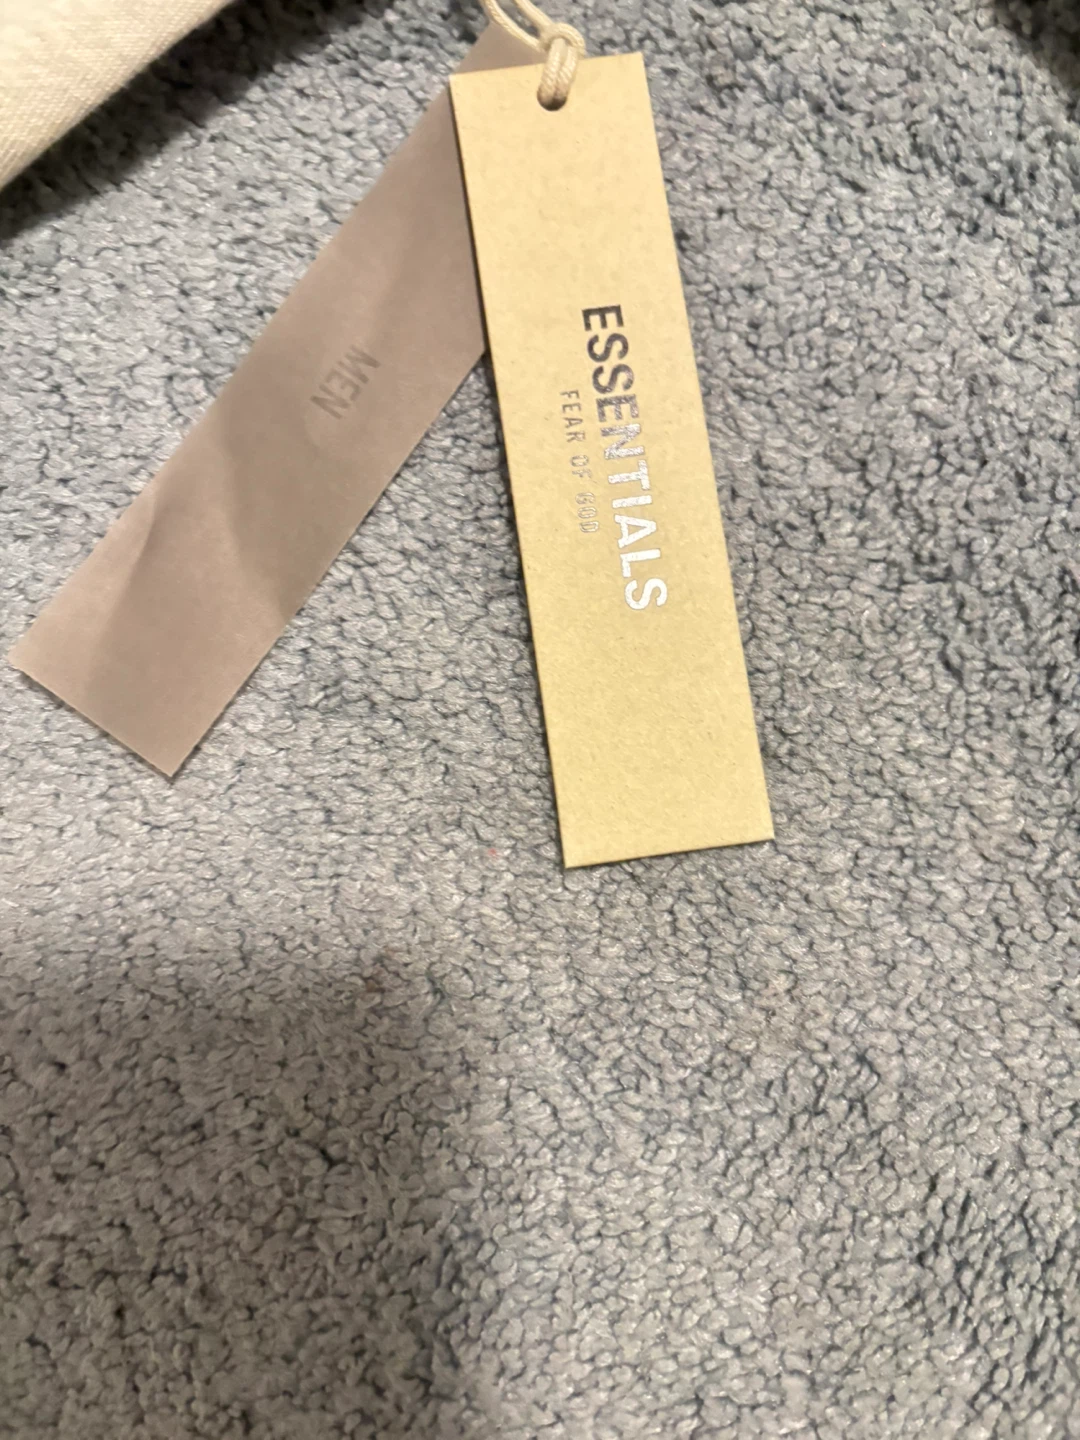 MEN
ESSENTIALS
FEAR OF GOD